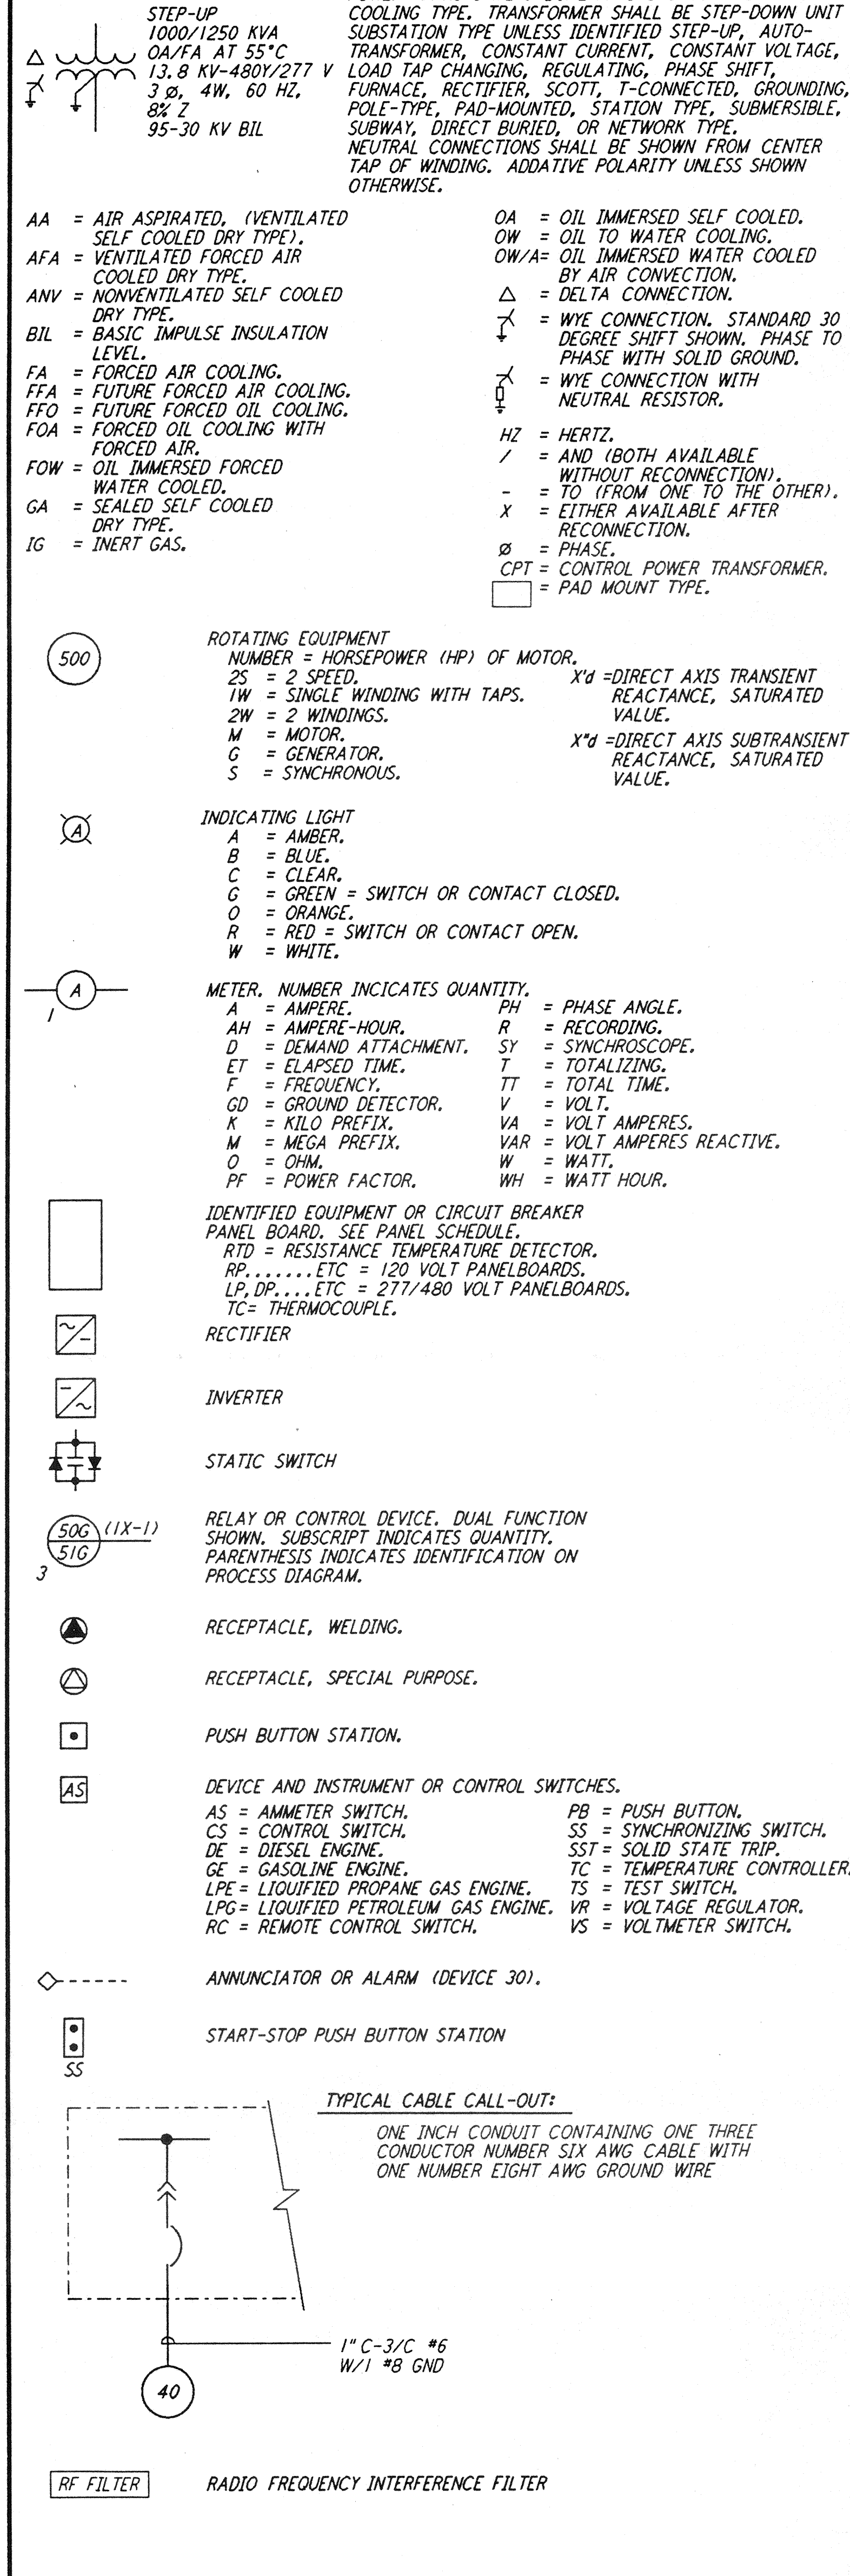 STEP-UP
1000/1250 KVA
OA/FA AT 55°C
13.8 KV-480Y/277 V
3 Ø, 4W, 60 HZ,
8% Z
95-30 KV BIL
COOLING TYPE. TRANSFORMER SHALL BE STEP-DOWN UNIT
SUBSTATION TYPE UNLESS IDENTIFIED STEP-UP, AUTO-
TRANSFORMER, CONSTANT CURRENT, CONSTANT VOLTAGE,
LOAD TAP CHANGING, REGULATING, PHASE SHIFT,
FURNACE, RECTIFIER, SCOTT, T-CONNECTED, GROUNDING,
POLE-TYPE, PAD-MOUNTED, STATION TYPE, SUBMERSIBLE,
SUBWAY, DIRECT BURIED, OR NETWORK TYPE.
NEUTRAL CONNECTIONS SHALL BE SHOWN FROM CENTER
TAP OF WINDING. ADDATIVE POLARITY UNLESS SHOWN
OTHERWISE.
AA = AIR ASPIRATED, (VENTILATED
SELF COOLED DRY TYPE).
AFA = VENTILATED FORCED AIR
COOLED DRY TYPE.
ANV = NONVENTILATED SELF COOLED
DRY TYPE.
BIL = BASIC IMPULSE INSULATION
LEVEL.
FA = FORCED AIR COOLING.
FFA = FUTURE FORCED AIR COOLING.
FFO = FUTURE FORCED OIL COOLING.
FOA = FORCED OIL COOLING WITH
FORCED AIR.
FOW = OIL IMMERSED FORCED
WATER COOLED.
GA = SEALED SELF COOLED
DRY TYPE.
IG = INERT GAS.
OA = OIL IMMERSED SELF COOLED.
OW = OIL TO WATER COOLING.
OW/A= OIL IMMERSED WATER COOLED
BY AIR CONVECTION.
Δ = DELTA CONNECTION.
= WYE CONNECTION. STANDARD 30
DEGREE SHIFT SHOWN. PHASE TO
PHASE WITH SOLID GROUND.
= WYE CONNECTION WITH
NEUTRAL RESISTOR.
HZ = HERTZ.
/ = AND (BOTH AVAILABLE
WITHOUT RECONNECTION).
- = TO (FROM ONE TO THE OTHER).
X = EITHER AVAILABLE AFTER
RECONNECTION.
Ø = PHASE.
CPT = CONTROL POWER TRANSFORMER.
= PAD MOUNT TYPE.
500
ROTATING EQUIPMENT
NUMBER = HORSEPOWER (HP) OF MOTOR.
2S = 2 SPEED.
1W = SINGLE WINDING WITH TAPS.
2W = 2 WINDINGS.
M = MOTOR.
G = GENERATOR.
S = SYNCHRONOUS.
X'd =DIRECT AXIS TRANSIENT
REACTANCE, SATURATED
VALUE.
X"d =DIRECT AXIS SUBTRANSIENT
REACTANCE, SATURATED
VALUE.
A
INDICATING LIGHT
A = AMBER.
B = BLUE.
C = CLEAR.
G = GREEN = SWITCH OR CONTACT CLOSED.
O = ORANGE.
R = RED = SWITCH OR CONTACT OPEN.
W = WHITE.
A
1
METER. NUMBER INCICATES QUANTITY.
A = AMPERE.
AH = AMPERE-HOUR.
D = DEMAND ATTACHMENT.
ET = ELAPSED TIME.
F = FREQUENCY.
GD = GROUND DETECTOR.
K = KILO PREFIX.
M = MEGA PREFIX.
O = OHM.
PF = POWER FACTOR.
PH = PHASE ANGLE.
R = RECORDING.
SY = SYNCHROSCOPE.
T = TOTALIZING.
TT = TOTAL TIME.
V = VOLT.
VA = VOLT AMPERES.
VAR = VOLT AMPERES REACTIVE.
W = WATT.
WH = WATT HOUR.
IDENTIFIED EQUIPMENT OR CIRCUIT BREAKER
PANEL BOARD. SEE PANEL SCHEDULE.
RTD = RESISTANCE TEMPERATURE DETECTOR.
RP.......ETC = 120 VOLT PANELBOARDS.
LP,DP....ETC = 277/480 VOLT PANELBOARDS.
TC= THERMOCOUPLE.
RECTIFIER
INVERTER
STATIC SWITCH
50G (1X-1)
51G
3
RELAY OR CONTROL DEVICE. DUAL FUNCTION
SHOWN. SUBSCRIPT INDICATES QUANTITY.
PARENTHESIS INDICATES IDENTIFICATION ON
PROCESS DIAGRAM.
RECEPTACLE, WELDING.
RECEPTACLE, SPECIAL PURPOSE.
PUSH BUTTON STATION.
AS
DEVICE AND INSTRUMENT OR CONTROL SWITCHES.
AS = AMMETER SWITCH.
CS = CONTROL SWITCH.
DE = DIESEL ENGINE.
GE = GASOLINE ENGINE.
LPE= LIQUIFIED PROPANE GAS ENGINE.
LPG= LIQUIFIED PETROLEUM GAS ENGINE.
RC = REMOTE CONTROL SWITCH.
PB = PUSH BUTTON.
SS = SYNCHRONIZING SWITCH.
SST= SOLID STATE TRIP.
TC = TEMPERATURE CONTROLLER.
TS = TEST SWITCH.
VR = VOLTAGE REGULATOR.
VS = VOLTMETER SWITCH.
ANNUNCIATOR OR ALARM (DEVICE 30).
START-STOP PUSH BUTTON STATION
SS
TYPICAL CABLE CALL-OUT:
ONE INCH CONDUIT CONTAINING ONE THREE
CONDUCTOR NUMBER SIX AWG CABLE WITH
ONE NUMBER EIGHT AWG GROUND WIRE
1" C-3/C #6
W/1 #8 GND
40
RF FILTER
RADIO FREQUENCY INTERFERENCE FILTER